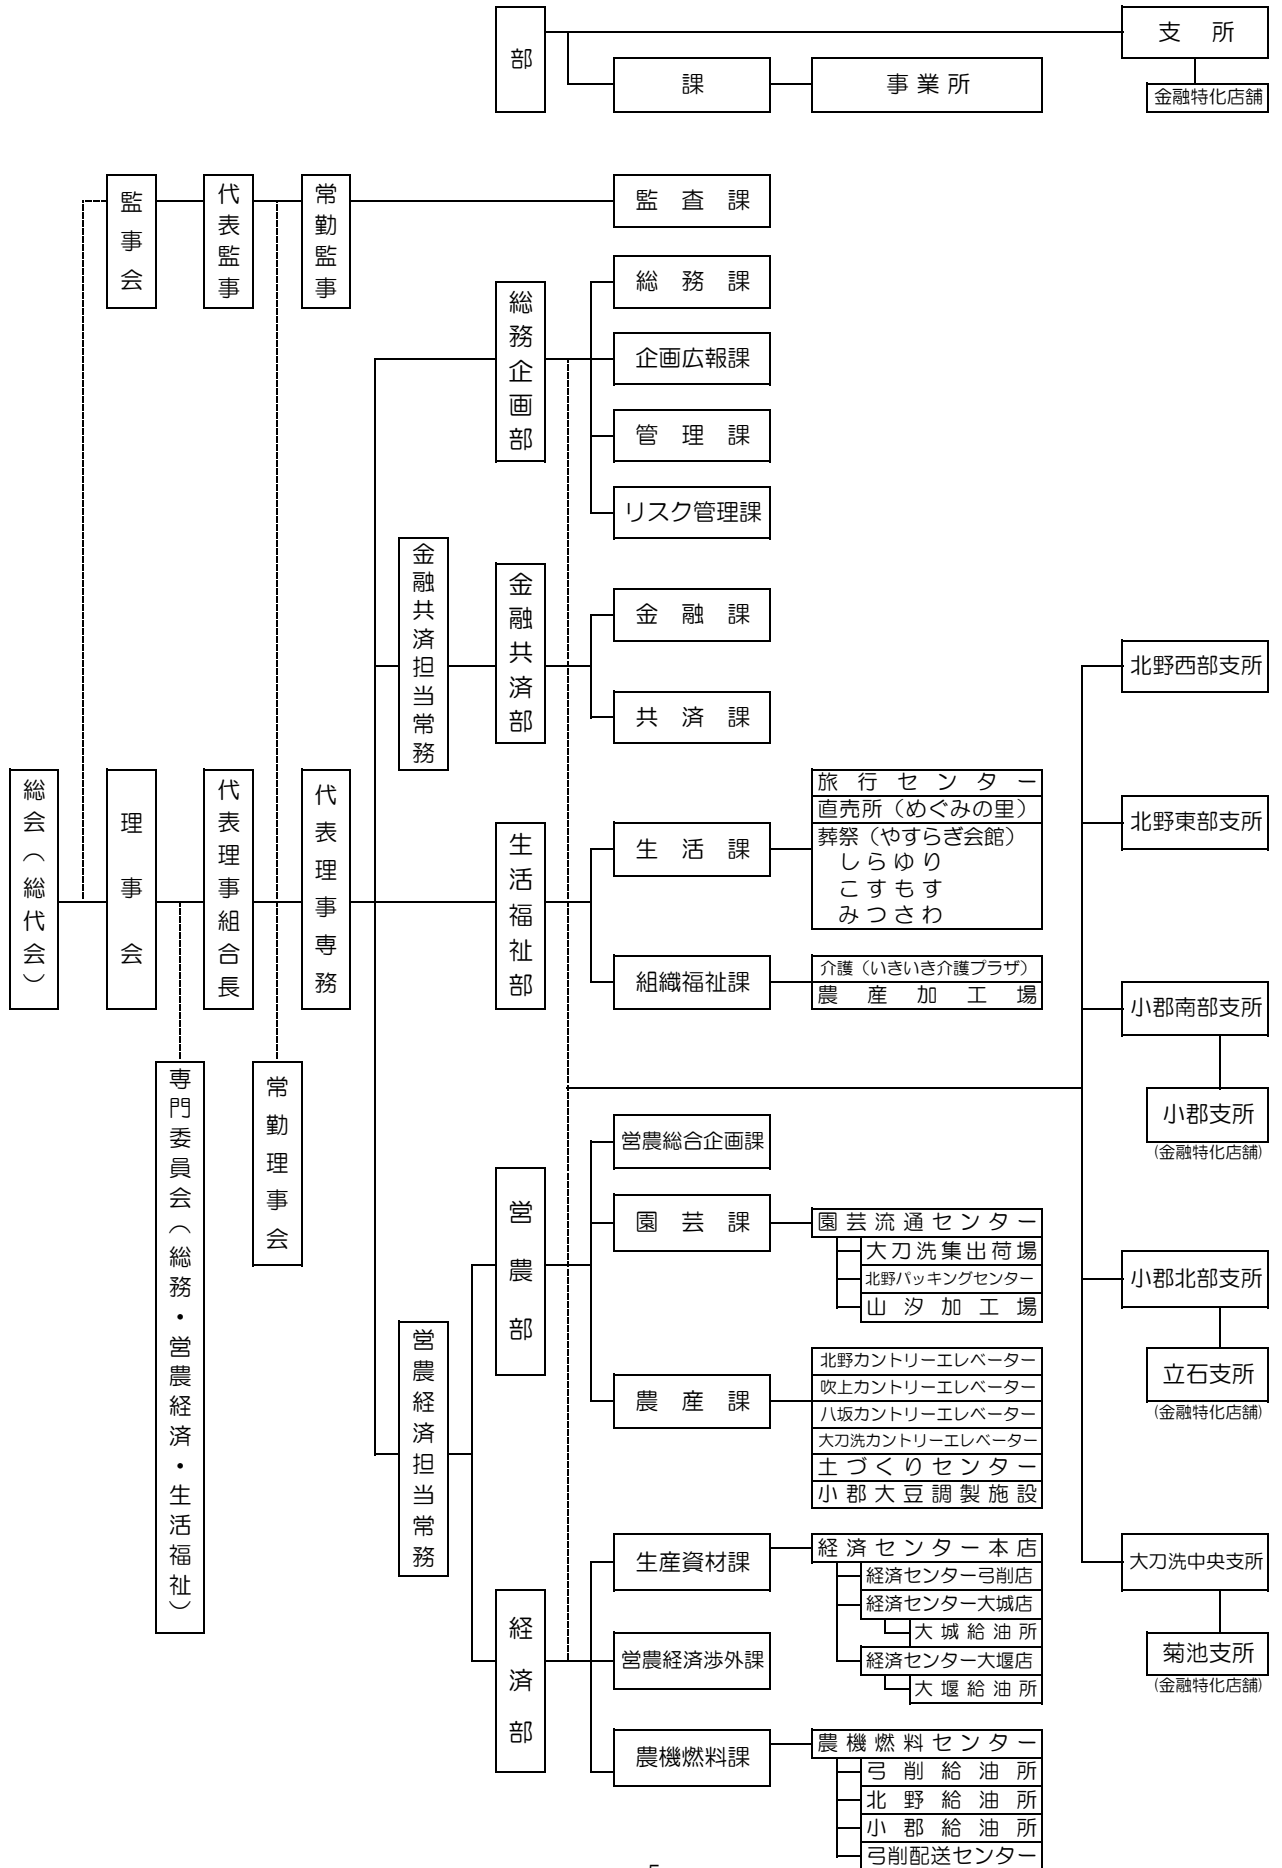 部
支所
課
事業所
金融特化店舗
監事会
代表監事
常勤監事
監査課
総務企画部
総務課
企画広報課
管理課
リスク管理課
金融共済担当常務
金融共済部
金融課
共済課
総会（総代会）
理事会
代表理事組合長
代表理事専務
専門委員会（総務・営農経済・生活福祉）
常勤理事会
生活福祉部
生活課
旅行センター
直売所（めぐみの里）
葬祭（やすらぎ会館）
しらゆり
こすもす
みつさわ
組織福祉課
介護（いきいき介護プラザ）
農産加工場
営農経済担当常務
営農部
営農総合企画課
園芸課
園芸流通センター
大刀洗集出荷場
北野パッキングセンター
山汐加工場
農産課
北野カントリーエレベーター
吹上カントリーエレベーター
八坂カントリーエレベーター
大刀洗カントリーエレベーター
土づくりセンター
小郡大豆調製施設
経済部
生産資材課
経済センター本店
経済センター弓削店
経済センター大城店
大城給油所
経済センター大堰店
大堰給油所
営農経済渉外課
農機燃料課
農機燃料センター
弓削給油所
北野給油所
小郡給油所
弓削配送センター
北野西部支所
北野東部支所
小郡南部支所
小郡支所
(金融特化店舗)
小郡北部支所
立石支所
(金融特化店舗)
大刀洗中央支所
菊池支所
(金融特化店舗)